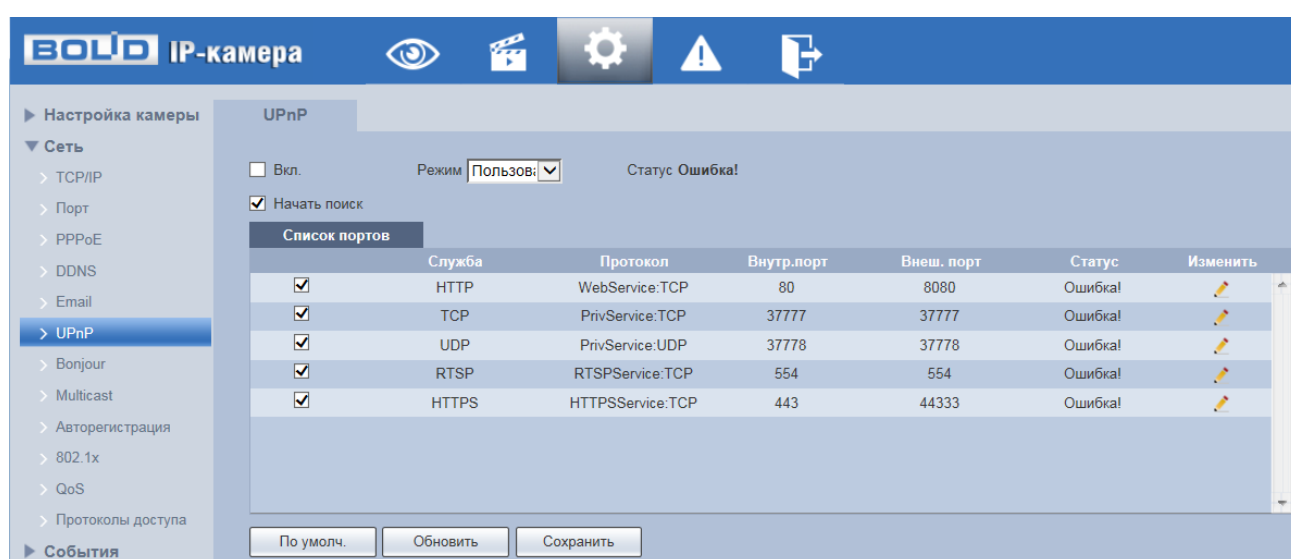 BOLID IP-камера
Настройка камеры
UPnP
Сеть
Вкл. Режим Пользова Статус Ошибка!
TCP/IP
Начать поиск
Порт
Список портов
PPPoE
Служба Протокол Внутр.порт Внеш. порт Статус Изменить
DDNS
HTTP WebService:TCP 80 8080 Ошибка!
Email
TCP PrivService:TCP 37777 37777 Ошибка!
UPnP
UDP PrivService:UDP 37778 37778 Ошибка!
Bonjour
RTSP RTSPService:TCP 554 554 Ошибка!
Multicast
HTTPS HTTPSService:TCP 443 44333 Ошибка!
Авторегистрация
802.1x
QoS
Протоколы доступа
По умолч. Обновить Сохранить
События